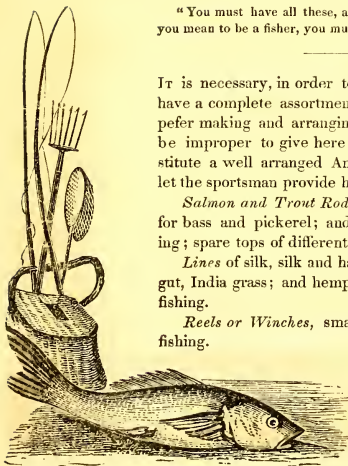 "You must have all these, a
you mean to be a fisher, you mu
IT is necessary, in order t
have a complete assortmen
pefer making and arrangin
be improper to give here
stitute a well arranged An
let the sportsman provide h
Salmon and Trout Rod
for bass and pickerel; and
ing; spare tops of different
Lines of silk, silk and ha
gut, India grass; and hemp
fishing.
Reels or Winches, sma
fishing.